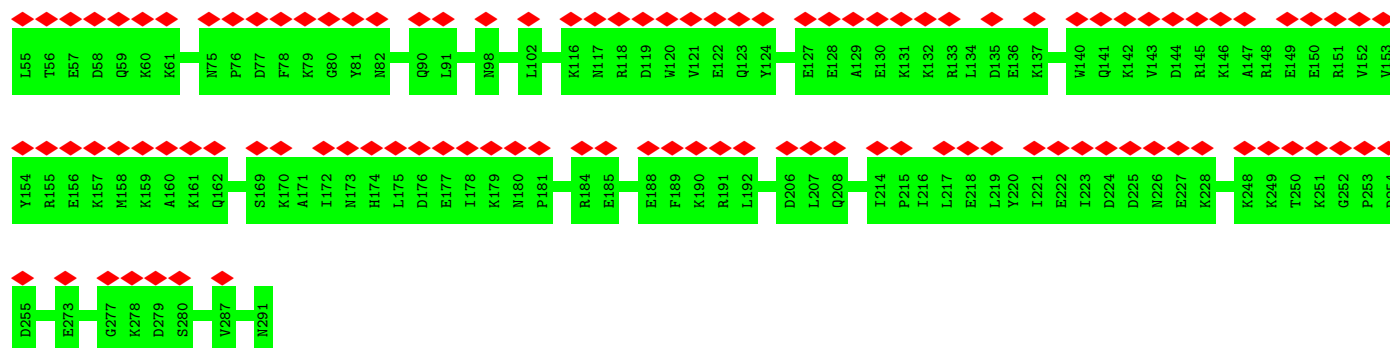 L55 T56 E57 D58 Q59 K60 K61 N75 P76 D77 F78 K79 G80 Y81 N82 Q90 L91 N98 L102 K116 N117 R118 D119 W120 V121 E122 Q123 Y124 E127 E128 A129 E130 K131 K132 R133 L134 D135 E136 K137 W140 Q141 K142 V143 D144 R145 K146 A147 R148 E149 E150 R151 V152 V153
Y154 R155 E156 K157 M158 K159 A160 K161 Q162 S169 K170 A171 I172 N173 H174 L175 D176 E177 I178 K179 N180 P181 R184 E185 E188 F189 K190 R191 L192 D206 L207 Q208 I214 P215 I216 L217 E218 L219 Y220 I221 E222 I223 D224 D225 N226 E227 K228 K248 K249 T250 K251 G252 P253
D255 E273 G277 K278 D279 S280 V287 N291